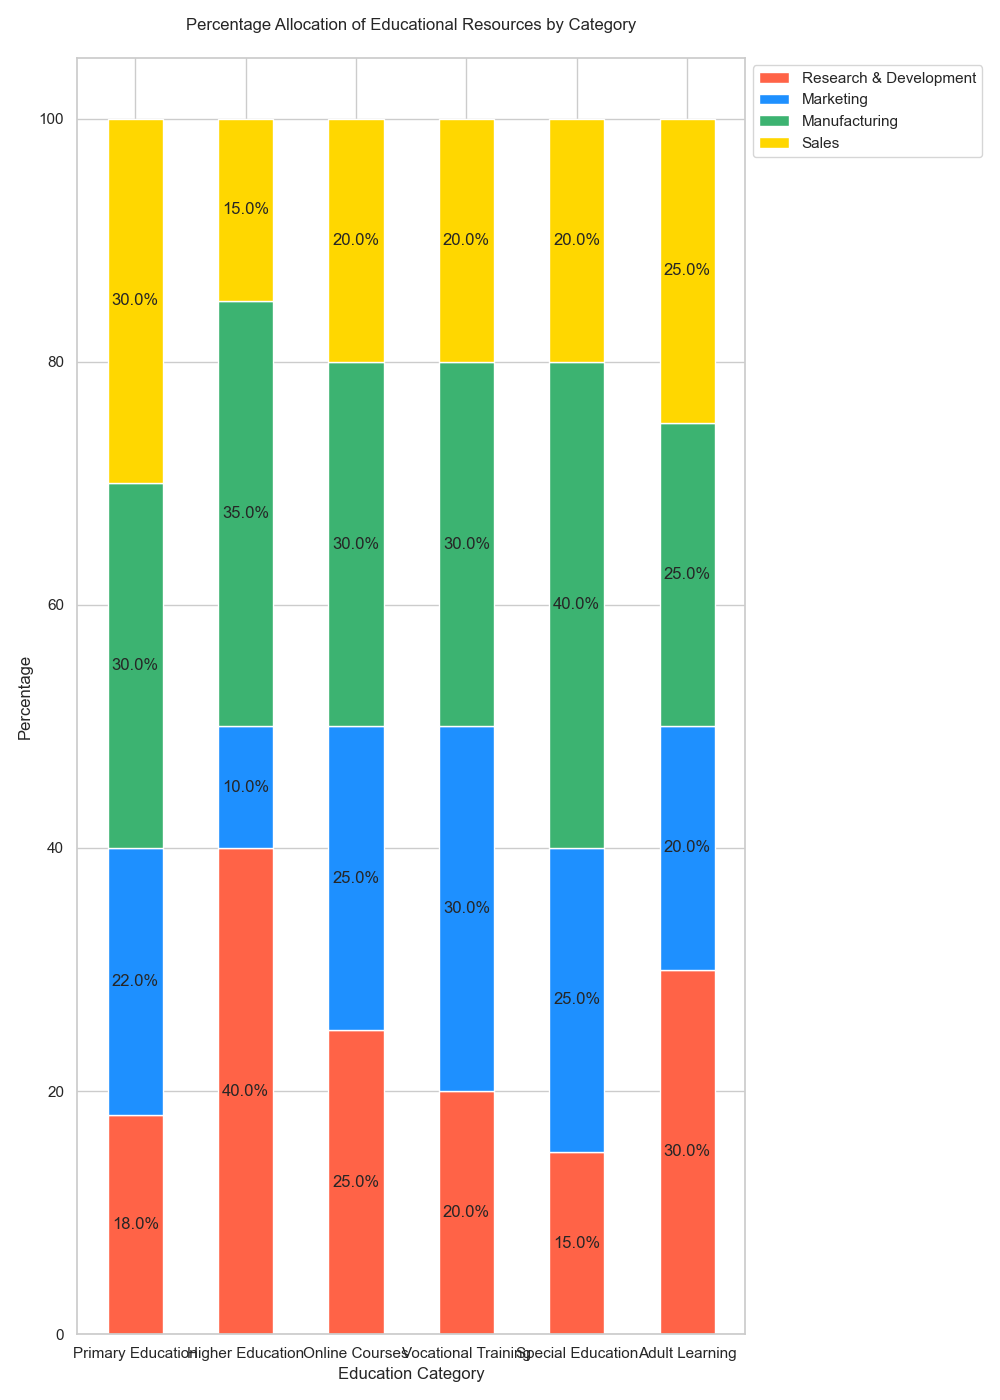 Percentage Allocation of Educational Resources by Category
Research & Development
Marketing
Manufacturing
Sales
100
80
60
40
20
0
Percentage
15.0%
20.0%
20.0%
20.0%
25.0%
30.0%
35.0%
30.0%
30.0%
25.0%
40.0%
30.0%
10.0%
20.0%
25.0%
30.0%
22.0%
25.0%
40.0%
30.0%
25.0%
20.0%
18.0%
15.0%
Primary Education
Higher Education
Online Courses
Vocational Training
Special Education
Adult Learning
Education Category